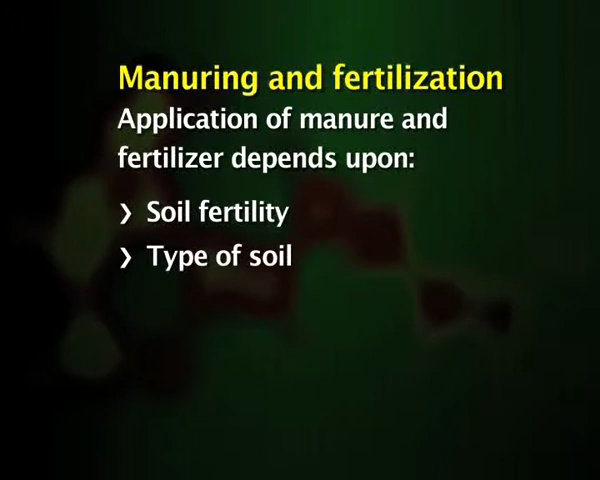 Manuring and fertilization
Application of manure and
fertilizer depends upon:
❯ Soil fertility
❯ Type of soil